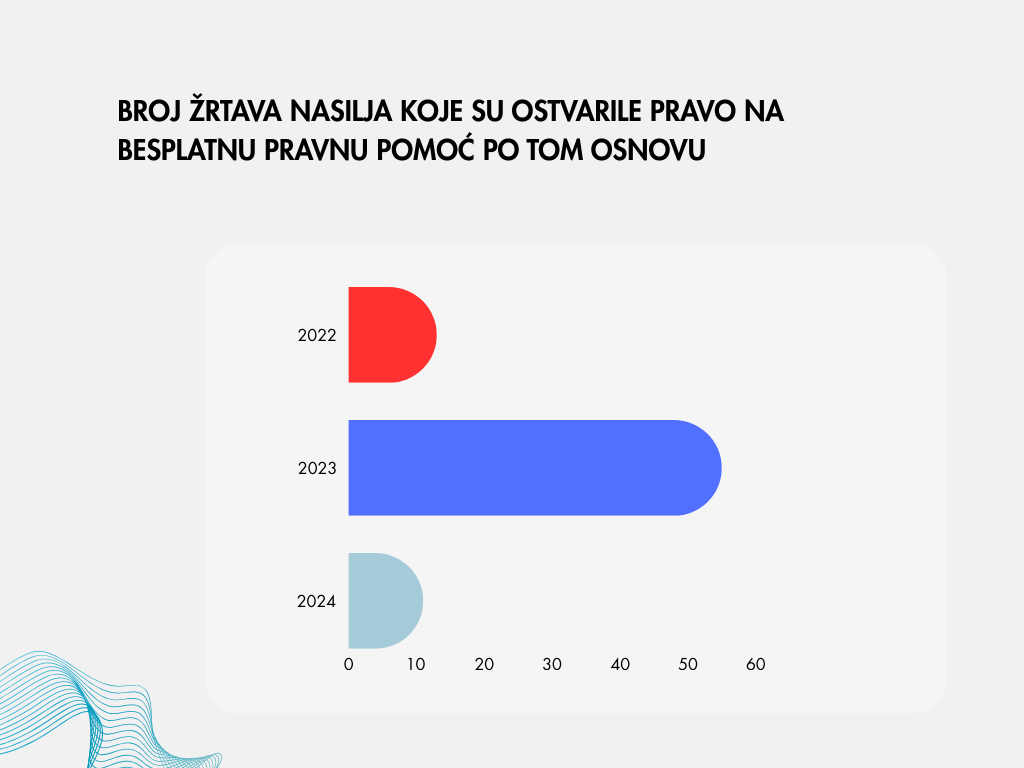 BROJ ŽRTAVA NASILJA KOJE SU OSTVARILE PRAVO NA
BESPLATNU PRAVNU POMOĆ PO TOM OSNOVU
2022
2023
2024
0 10 20 30 40 50 60